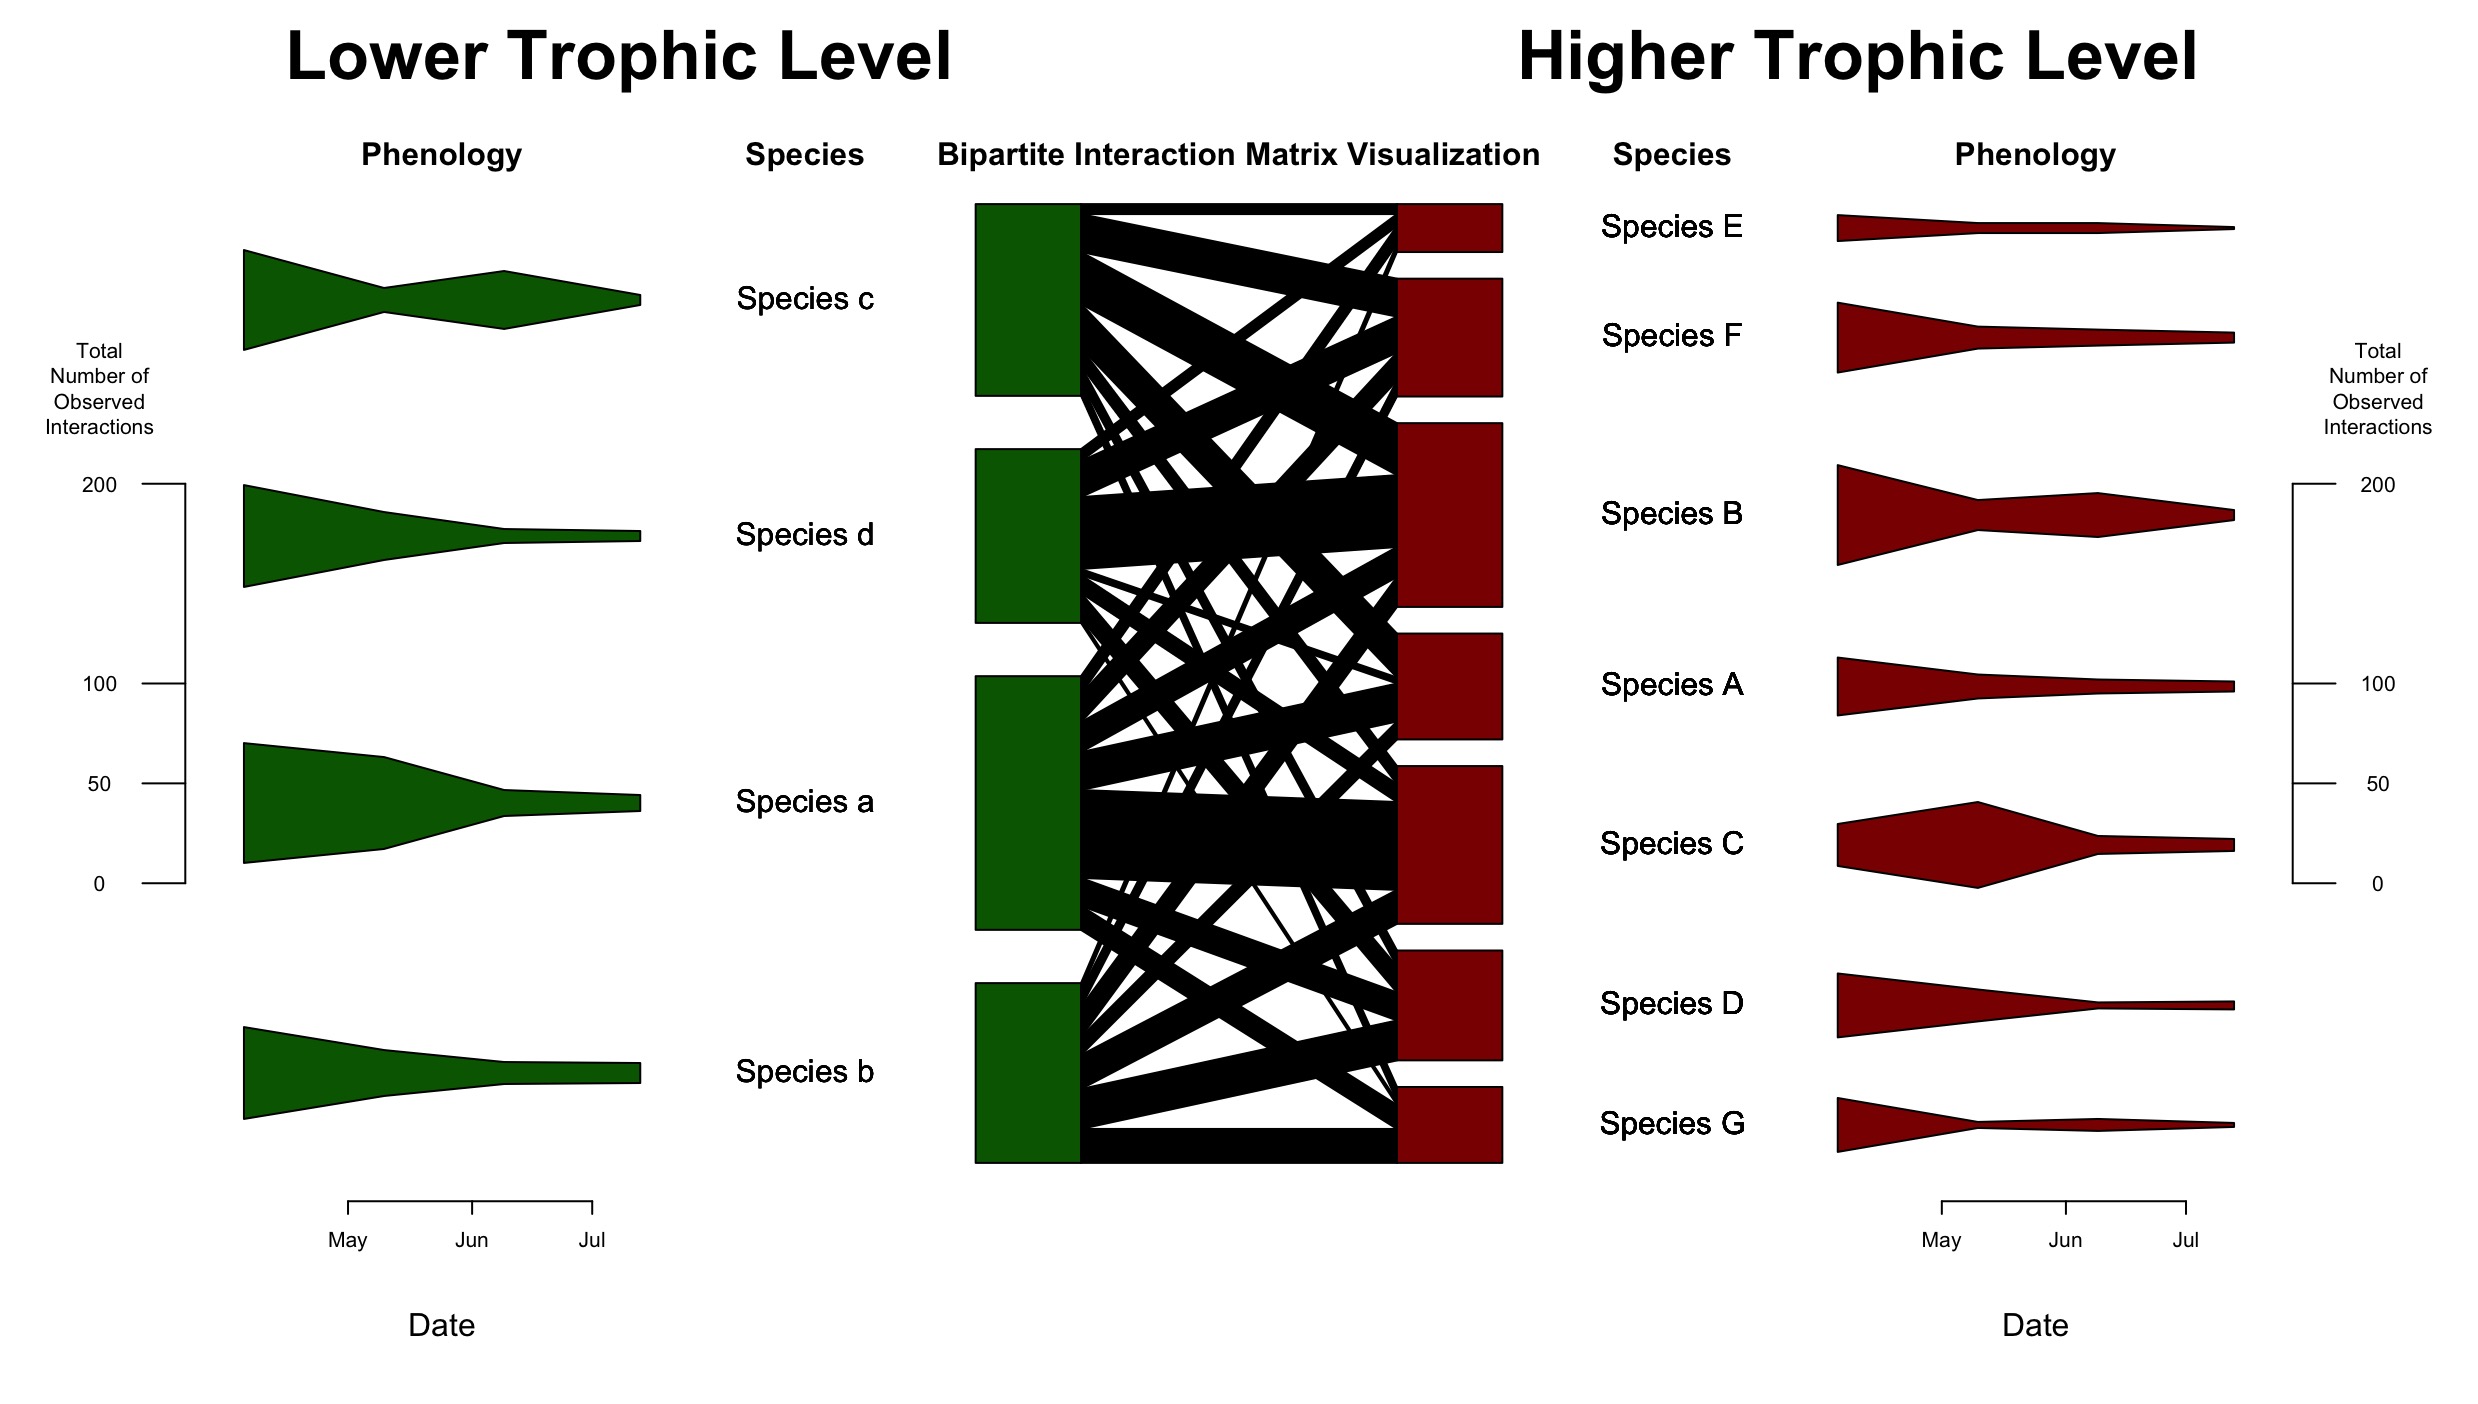 Lower Trophic Level
Higher Trophic Level
Phenology
Species
Bipartite Interaction Matrix Visualization
Species
Phenology
Total
Number of
Observed
Interactions
200
100
50
0
Species c
Species d
Species a
Species b
May
Jun
Jul
Date
Species E
Species F
Species B
Species A
Species C
Species D
Species G
Total
Number of
Observed
Interactions
200
100
50
0
May
Jun
Jul
Date